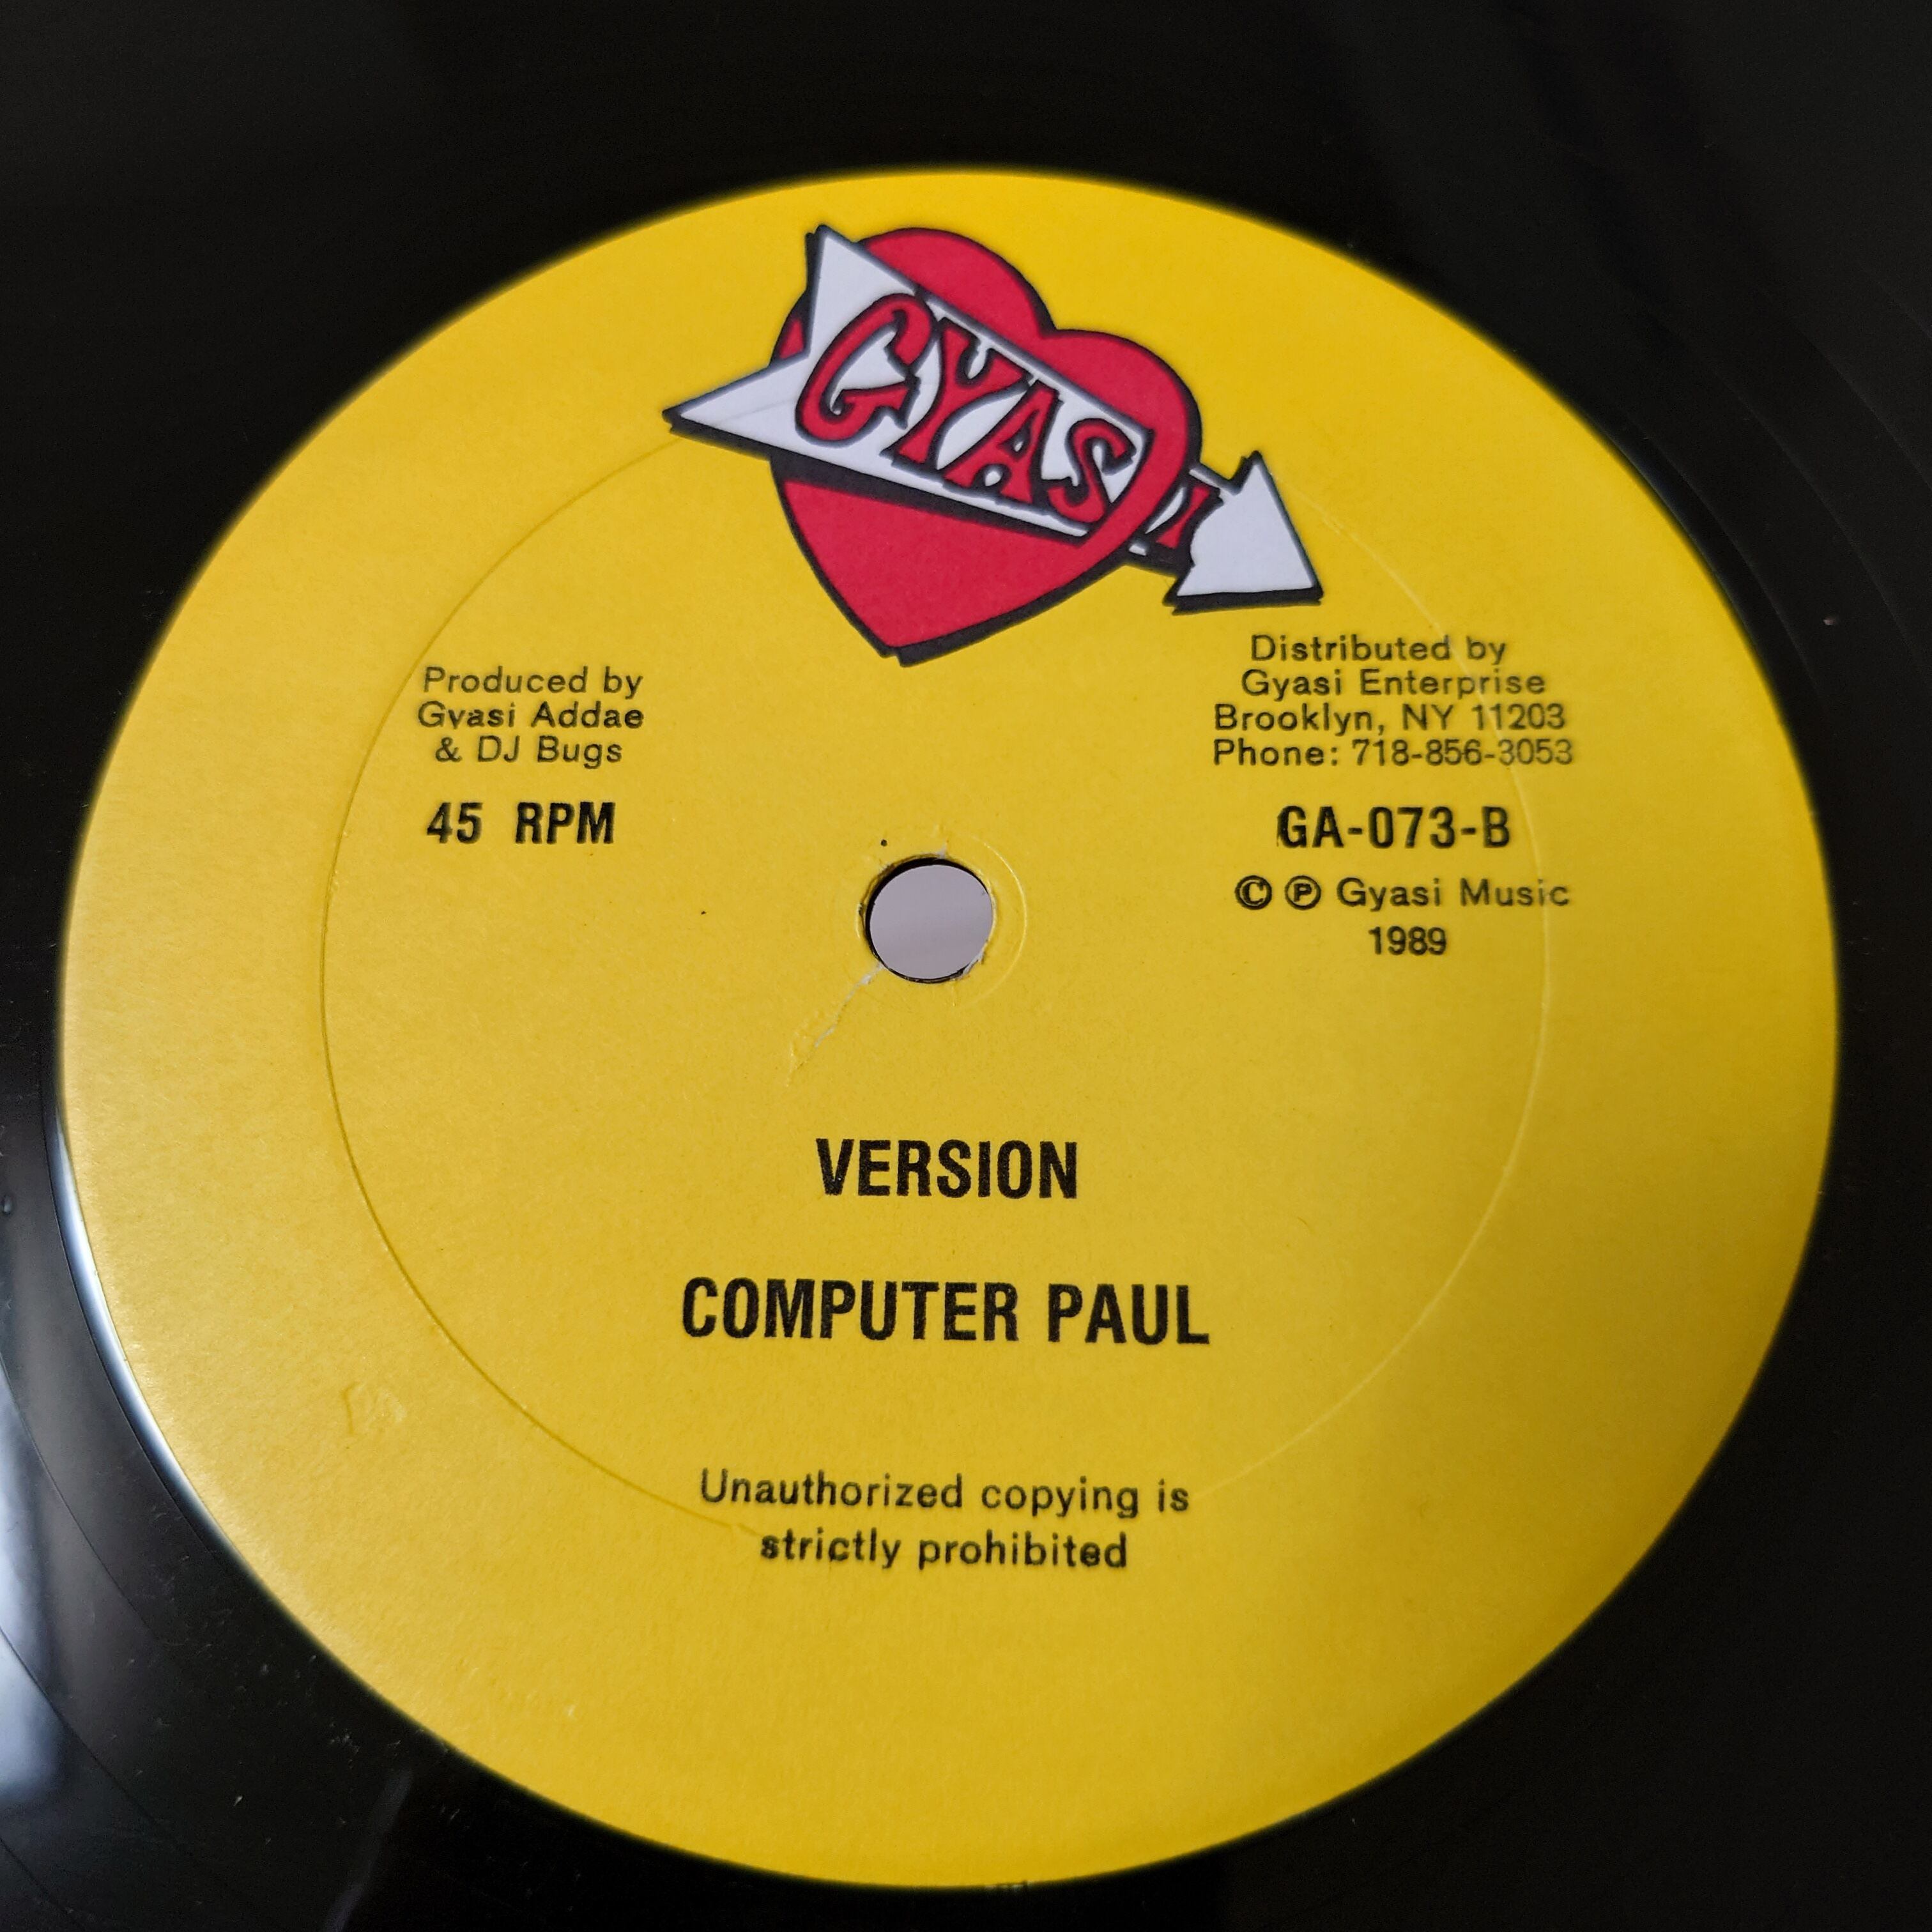 GYASI
Produced by
Gyasi Addae
& DJ Bugs
45 RPM
Distributed by
Gyasi Enterprise
Brooklyn, NY 11203
Phone: 718-856-3053
GA-073-B
© ℗ Gyasi Music
1989
VERSION
COMPUTER PAUL
Unauthorized copying is
strictly prohibited